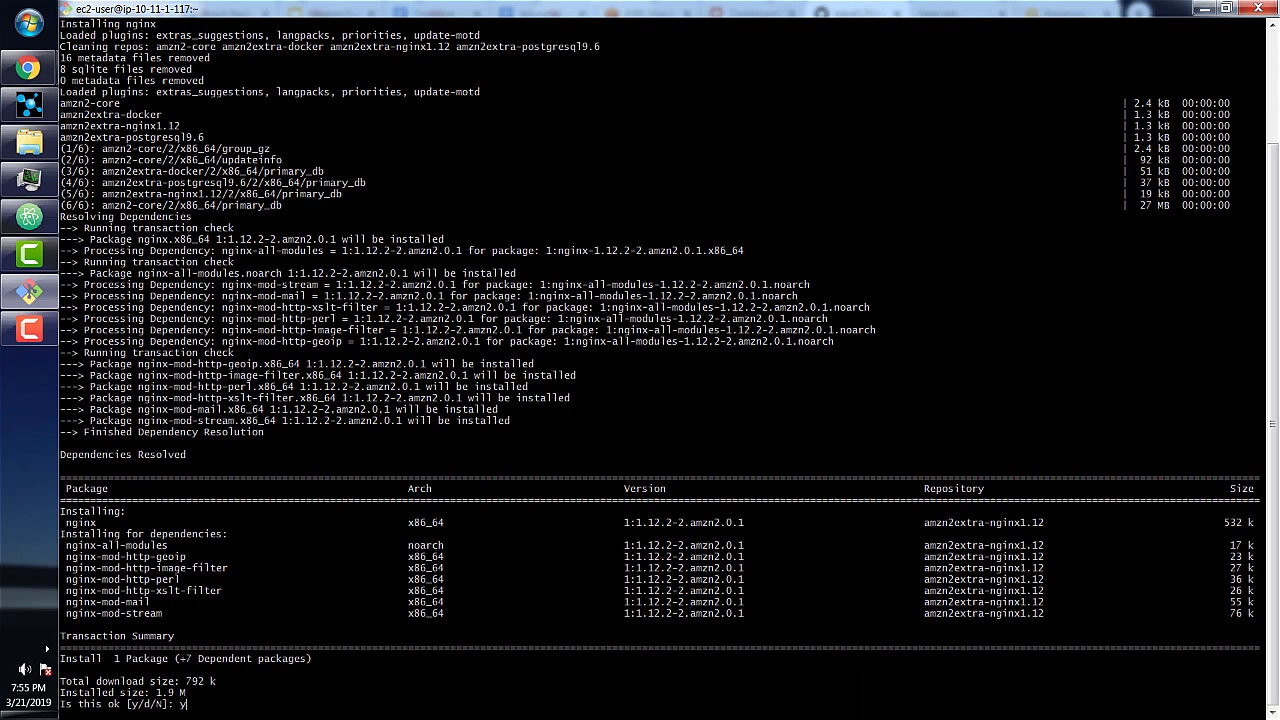 ec2-user@ip-10-11-1-117:~
Installing nginx
Loaded plugins: extras_suggestions, langpacks, priorities, update-motd
Cleaning repos: amzn2-core amzn2extra-docker amzn2extra-nginx1.12 amzn2extra-postgresql9.6
16 metadata files removed
8 sqlite files removed
0 metadata files removed
Loaded plugins: extras_suggestions, langpacks, priorities, update-motd
amzn2-core | 2.4 kB 00:00:00
amzn2extra-docker | 1.3 kB 00:00:00
amzn2extra-nginx1.12 | 1.3 kB 00:00:00
amzn2extra-postgresql9.6 | 1.3 kB 00:00:00
(1/6): amzn2-core/2/x86_64/group_gz | 2.4 kB 00:00:00
(2/6): amzn2-core/2/x86_64/updateinfo | 92 kB 00:00:00
(3/6): amzn2extra-docker/2/x86_64/primary_db | 51 kB 00:00:00
(4/6): amzn2extra-postgresql9.6/2/x86_64/primary_db | 37 kB 00:00:00
(5/6): amzn2extra-nginx1.12/2/x86_64/primary_db | 19 kB 00:00:00
(6/6): amzn2-core/2/x86_64/primary_db | 27 MB 00:00:00
Resolving Dependencies
--> Running transaction check
---> Package nginx.x86_64 1:1.12.2-2.amzn2.0.1 will be installed
--> Processing Dependency: nginx-all-modules = 1:1.12.2-2.amzn2.0.1 for package: 1:nginx-1.12.2-2.amzn2.0.1.x86_64
--> Running transaction check
---> Package nginx-all-modules.noarch 1:1.12.2-2.amzn2.0.1 will be installed
--> Processing Dependency: nginx-mod-stream = 1:1.12.2-2.amzn2.0.1 for package: 1:nginx-all-modules-1.12.2-2.amzn2.0.1.noarch
--> Processing Dependency: nginx-mod-mail = 1:1.12.2-2.amzn2.0.1 for package: 1:nginx-all-modules-1.12.2-2.amzn2.0.1.noarch
--> Processing Dependency: nginx-mod-http-xslt-filter = 1:1.12.2-2.amzn2.0.1 for package: 1:nginx-all-modules-1.12.2-2.amzn2.0.1.noarch
--> Processing Dependency: nginx-mod-http-perl = 1:1.12.2-2.amzn2.0.1 for package: 1:nginx-all-modules-1.12.2-2.amzn2.0.1.noarch
--> Processing Dependency: nginx-mod-http-image-filter = 1:1.12.2-2.amzn2.0.1 for package: 1:nginx-all-modules-1.12.2-2.amzn2.0.1.noarch
--> Processing Dependency: nginx-mod-http-geoip = 1:1.12.2-2.amzn2.0.1 for package: 1:nginx-all-modules-1.12.2-2.amzn2.0.1.noarch
--> Running transaction check
---> Package nginx-mod-http-geoip.x86_64 1:1.12.2-2.amzn2.0.1 will be installed
---> Package nginx-mod-http-image-filter.x86_64 1:1.12.2-2.amzn2.0.1 will be installed
---> Package nginx-mod-http-perl.x86_64 1:1.12.2-2.amzn2.0.1 will be installed
---> Package nginx-mod-http-xslt-filter.x86_64 1:1.12.2-2.amzn2.0.1 will be installed
---> Package nginx-mod-mail.x86_64 1:1.12.2-2.amzn2.0.1 will be installed
---> Package nginx-mod-stream.x86_64 1:1.12.2-2.amzn2.0.1 will be installed
--> Finished Dependency Resolution
Dependencies Resolved
Package Arch Version Repository Size
Installing:
nginx x86_64 1:1.12.2-2.amzn2.0.1 amzn2extra-nginx1.12 532 k
Installing for dependencies:
nginx-all-modules noarch 1:1.12.2-2.amzn2.0.1 amzn2extra-nginx1.12 17 k
nginx-mod-http-geoip x86_64 1:1.12.2-2.amzn2.0.1 amzn2extra-nginx1.12 23 k
nginx-mod-http-image-filter x86_64 1:1.12.2-2.amzn2.0.1 amzn2extra-nginx1.12 27 k
nginx-mod-http-perl x86_64 1:1.12.2-2.amzn2.0.1 amzn2extra-nginx1.12 36 k
nginx-mod-http-xslt-filter x86_64 1:1.12.2-2.amzn2.0.1 amzn2extra-nginx1.12 26 k
nginx-mod-mail x86_64 1:1.12.2-2.amzn2.0.1 amzn2extra-nginx1.12 55 k
nginx-mod-stream x86_64 1:1.12.2-2.amzn2.0.1 amzn2extra-nginx1.12 76 k
Transaction Summary
Install 1 Package (+7 Dependent packages)
Total download size: 792 k
Installed size: 1.9 M
Is this ok [y/d/N]: y
7:55 PM
3/21/2019